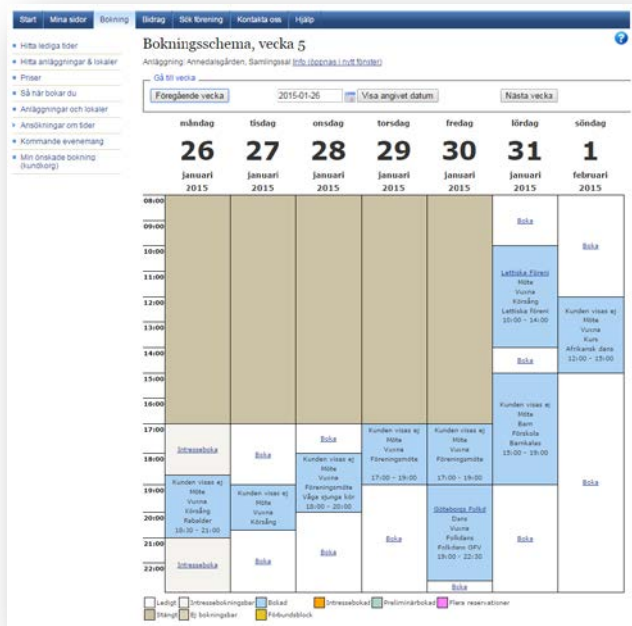 Start Mina sidor Bokning Bidrag Sök förening Kontakta oss Hjälp
Hitta lediga tider
Hitta anläggningar & lokaler
Priser
Så här bokar du
Anläggningar och lokaler
Ansökningar om tider
Kommande evenemang
Min önskade bokning
(kundkorg)
Bokningsschema, vecka 5
?
Anläggning: Annedalsgården, Samlingssal Info (öppnas i nytt fönster)
Gå till vecka
Föregående vecka 2015-01-26 Visa angivet datum Nästa vecka
måndag tisdag onsdag torsdag fredag lördag söndag
26 27 28 29 30 31 1
januari januari januari januari januari januari februari
2015 2015 2015 2015 2015 2015 2015
08:00
09:00
10:00
11:00
12:00
13:00
14:00
15:00
16:00
17:00
18:00
19:00
20:00
21:00
22:00
Intresseboka
Kunden visas ej
Möte
Vuxna
Körsång
Rabalder
18:30 - 21:00
Intresseboka
Boka
Kunden visas ej
Möte
Vuxna
Körsång
Boka
Boka
Kunden visas ej
Möte
Vuxna
Föreningsmöte
Våga sjunga kör
18:00 - 20:00
Boka
Kunden visas ej
Möte
Vuxna
Föreningsmöte
17:00 - 19:00
Boka
Kunden visas ej
Möte
Vuxna
Föreningsmöte
17:00 - 19:00
Göteborgs Folkd
Dans
Vuxna
Folkdans
Folkdans GFV
19:00 - 22:30
Boka
Boka
Lettiska Föreni
Möte
Vuxna
Körsång
Lettiska föreni
10:00 - 14:00
Boka
Kunden visas ej
Möte
Barn
Förskola
Barnkalas
15:00 - 19:00
Boka
Boka
Kunden visas ej
Möte
Vuxna
Kurs
Afrikansk dans
12:00 - 15:00
Boka
Ledigt Intressebokningsbar Bokad Intressebokad Preliminärbokad Flera reservationer
Stängt Ej bokningsbar Förbundsblock